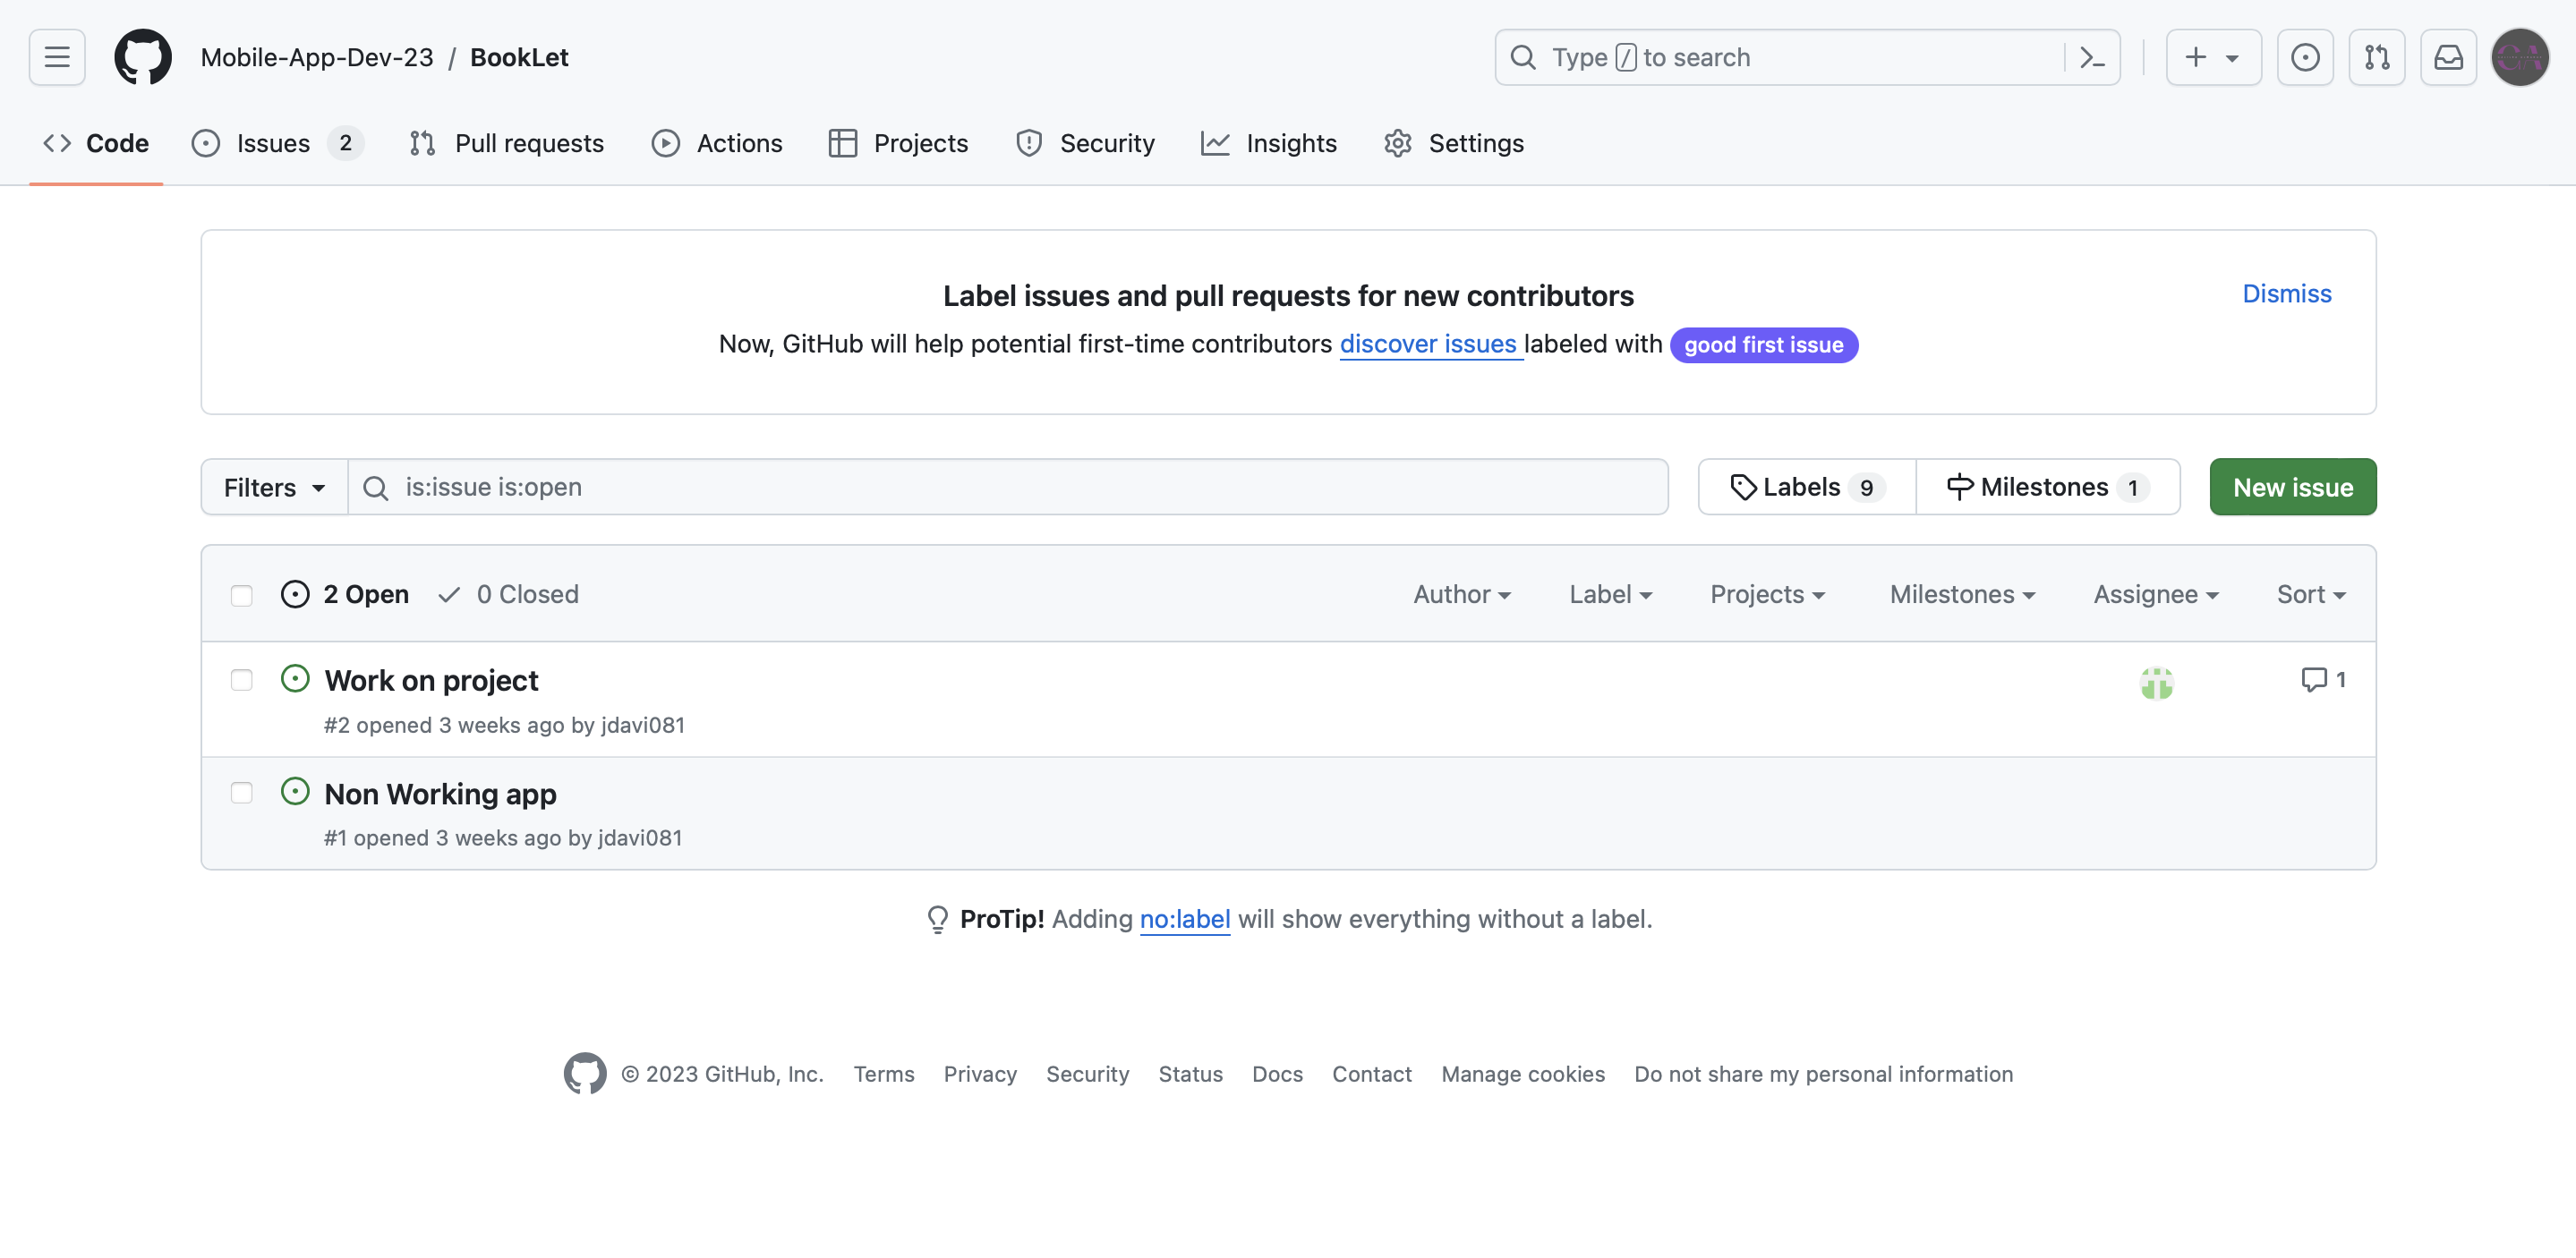 Mobile-App-Dev-23 / BookLet
Type / to search
Code Issues 2 Pull requests Actions Projects Security Insights Settings
Label issues and pull requests for new contributors
Dismiss
Now, GitHub will help potential first-time contributors discover issues labeled with good first issue
Filters is:issue is:open Labels 9 Milestones 1 New issue
2 Open 0 Closed Author Label Projects Milestones Assignee Sort
Work on project 1
#2 opened 3 weeks ago by jdavi081
Non Working app
#1 opened 3 weeks ago by jdavi081
ProTip! Adding no:label will show everything without a label.
© 2023 GitHub, Inc. Terms Privacy Security Status Docs Contact Manage cookies Do not share my personal information